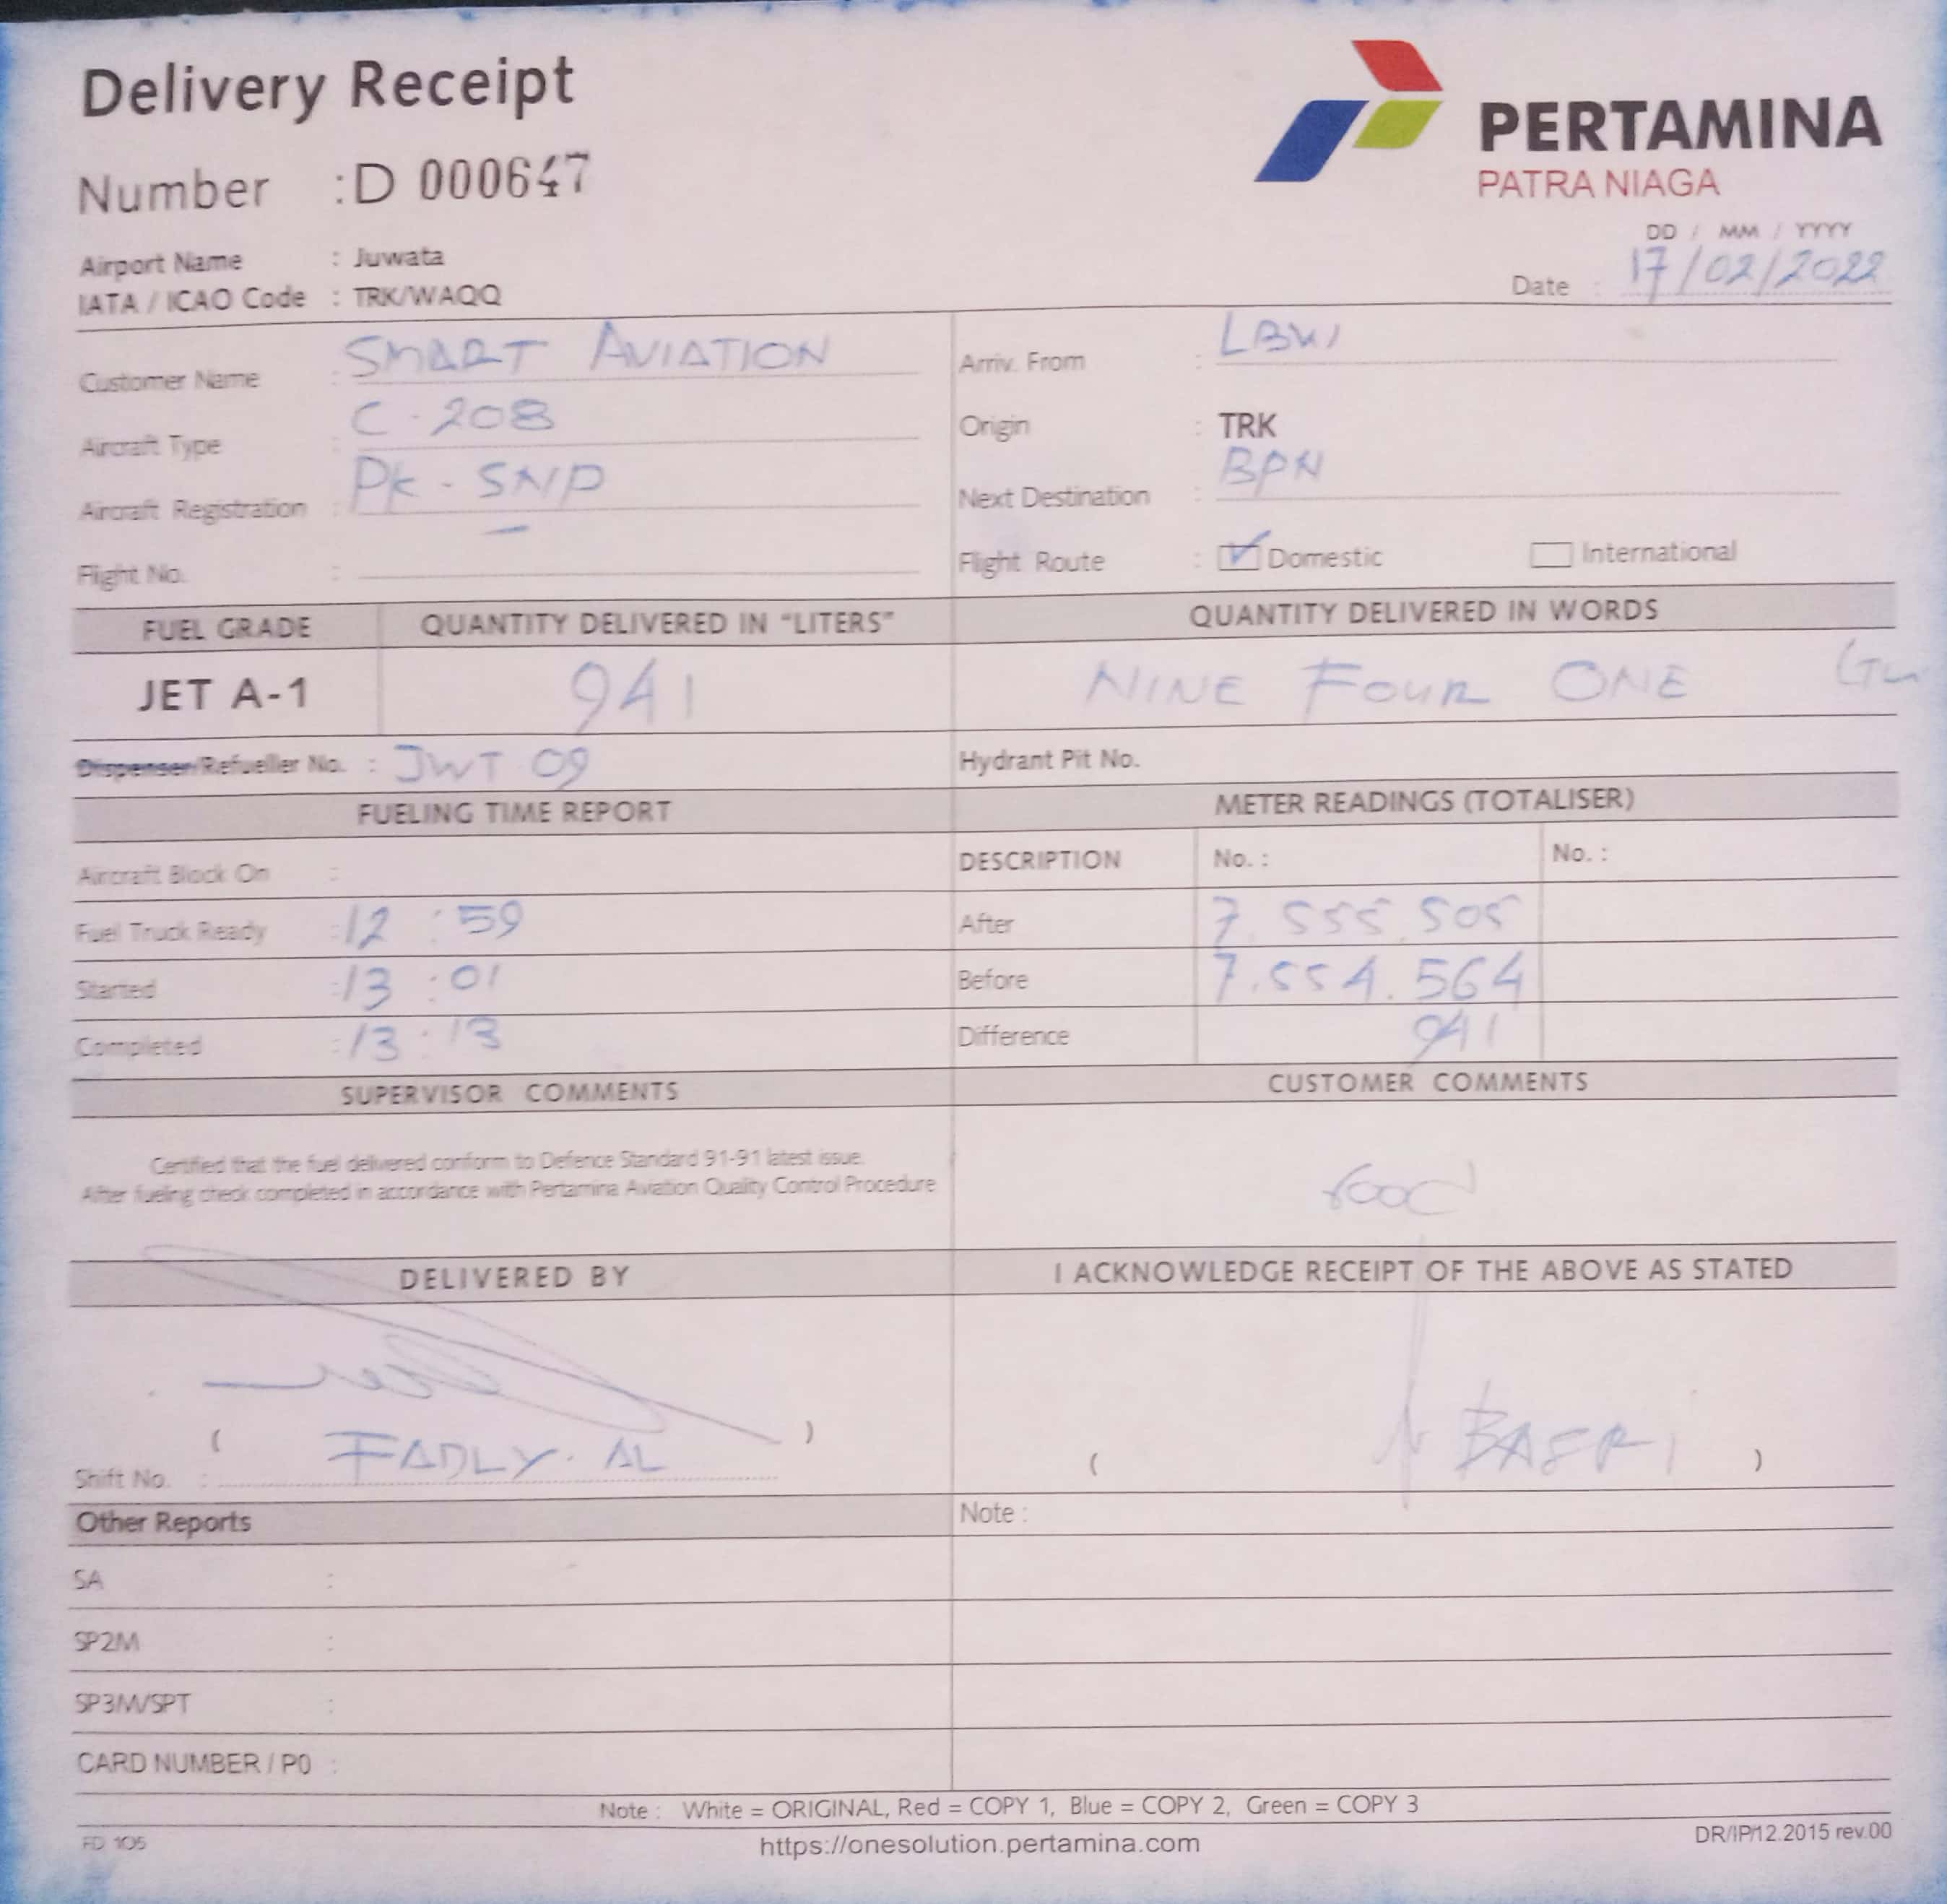 Delivery Receipt
Number : D 000647
PERTAMINA
PATRA NIAGA
Airport Name : Juwata
IATA / ICAO Code : TRK/WAQQ
DD / MM / YYYY
Date : 17/02/2022
Customer Name : SMART AVIATION
Aircraft Type : C-208
Aircraft Registration : PK-SNP
Flight No. :
Arriv. From :
Origin : TRK
Next Destination : BPN
Flight Route : Domestic International
FUEL GRADE QUANTITY DELIVERED IN "LITERS" QUANTITY DELIVERED IN WORDS
JET A-1 941 NINE FOUR ONE
Dispenser/Refueller No. : JWT 09 Hydrant Pit No.
FUELING TIME REPORT METER READINGS (TOTALISER)
Aircraft Block On : DESCRIPTION No. : No. :
Fuel Truck Ready : 12 : 59 After 7.555.505
Started : 13 : 01 Before 7.554.564
Completed : 13 : 13 Difference 941
SUPERVISOR COMMENTS CUSTOMER COMMENTS
Certified that the fuel delivered conform to Defence Standard 91-91 latest issue.
After fueling check completed in accordance with Pertamina Aviation Quality Control Procedure
Good
DELIVERED BY I ACKNOWLEDGE RECEIPT OF THE ABOVE AS STATED
( FADLY. AL )
Shift No. :
( BASRI )
Other Reports Note :
SA :
SP2M :
SP3M/SPT :
CARD NUMBER / PO :
Note : White = ORIGINAL, Red = COPY 1, Blue = COPY 2, Green = COPY 3
FD 105 https://onesolution.pertamina.com DR/IP/12.2015 rev.00